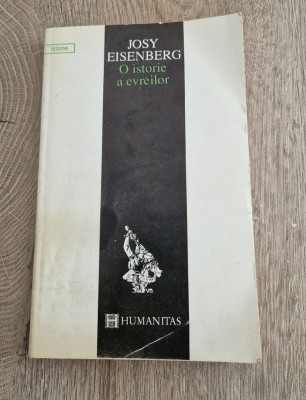 istorie
JOSY
EISENBERG
O istorie
a evreilor
HUMANITAS